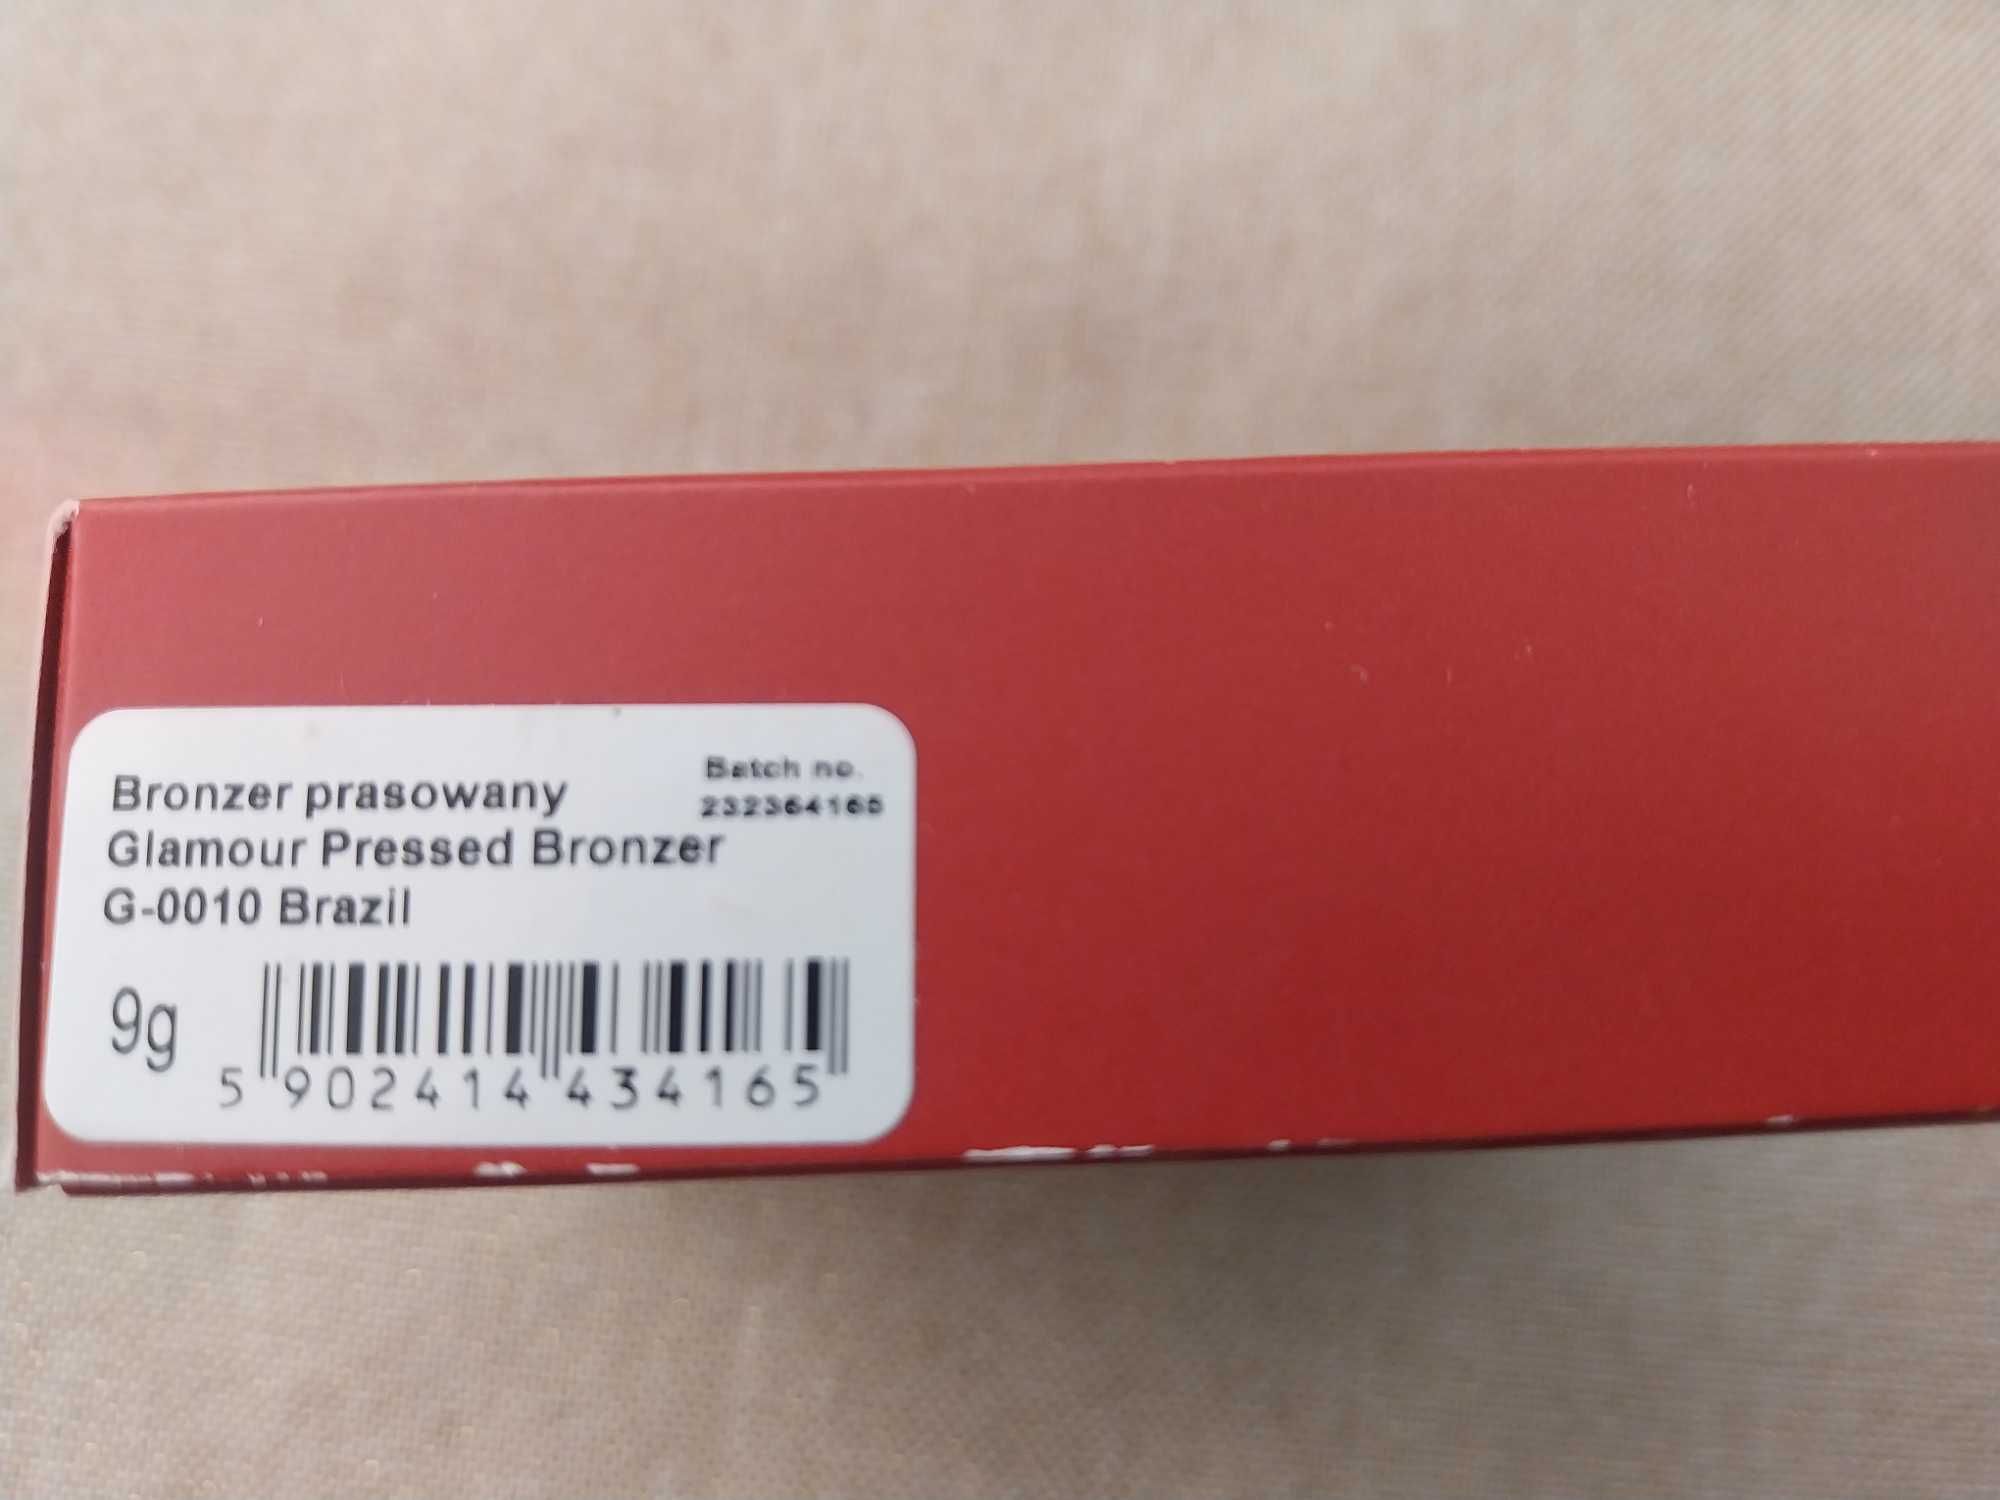 Bronzer prasowany
Batch no.
232364165
Glamour Pressed Bronzer
G-0010 Brazil
9g
5 902414 434165